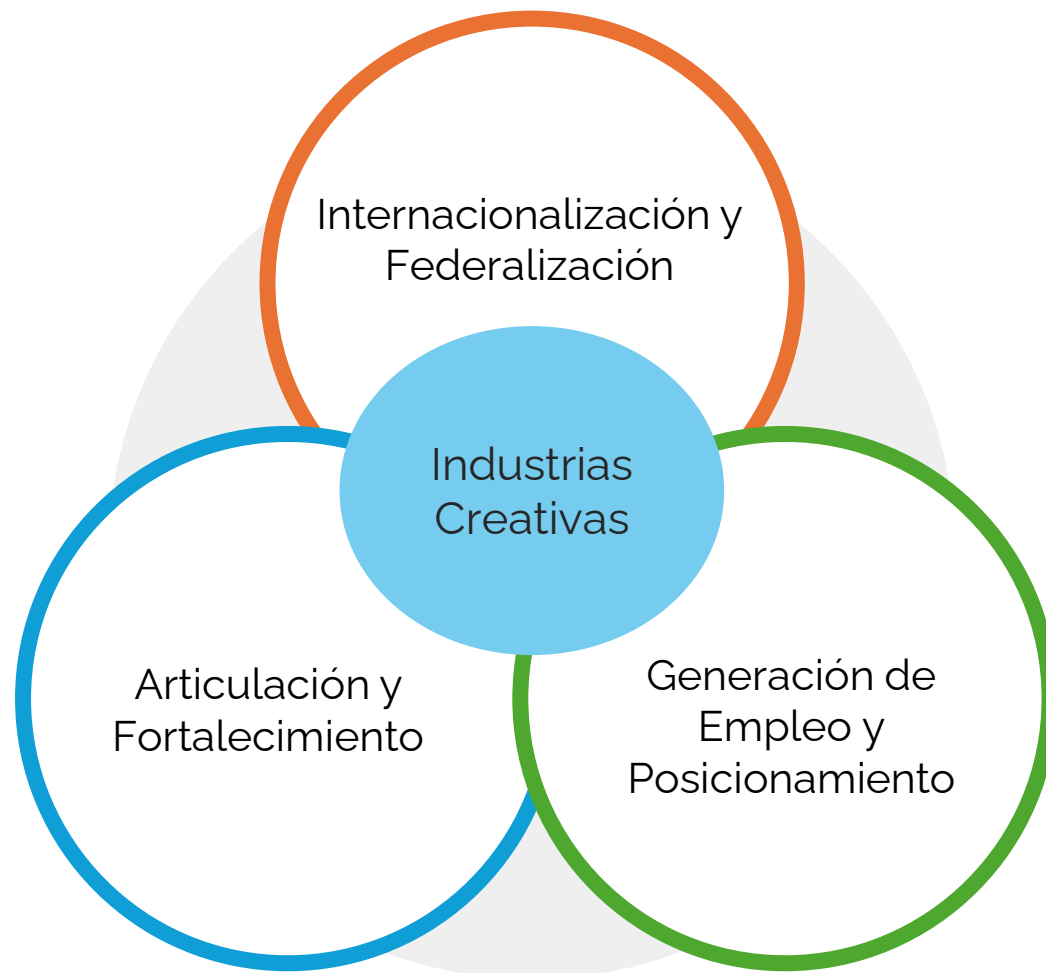 Internacionalización y
Federalización
Industrias
Creativas
Articulación y
Fortalecimiento
Generación de
Empleo y
Posicionamiento